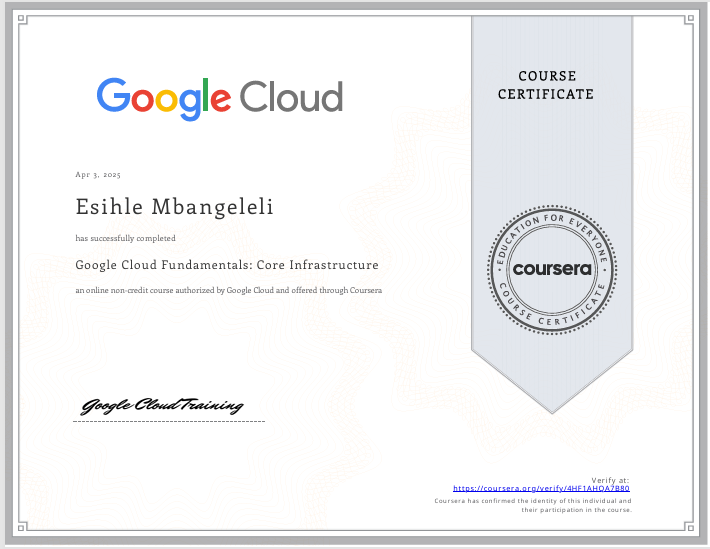 Google Cloud
COURSE
CERTIFICATE
Apr 3, 2025
Esihle Mbangeleli
has successfully completed
Google Cloud Fundamentals: Core Infrastructure
an online non-credit course authorized by Google Cloud and offered through Coursera
EDUCATION FOR EVERYONE
coursera
COURSE CERTIFICATE
Google Cloud Training
Verify at:
https://coursera.org/verify/4HF1AHQA7B80
Coursera has confirmed the identity of this individual and
their participation in the course.